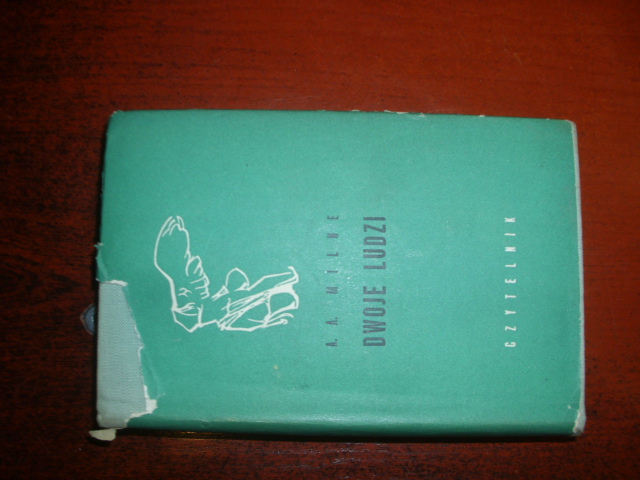 A. A. MILNE
DWOJE LUDZI
CZYTELNIK